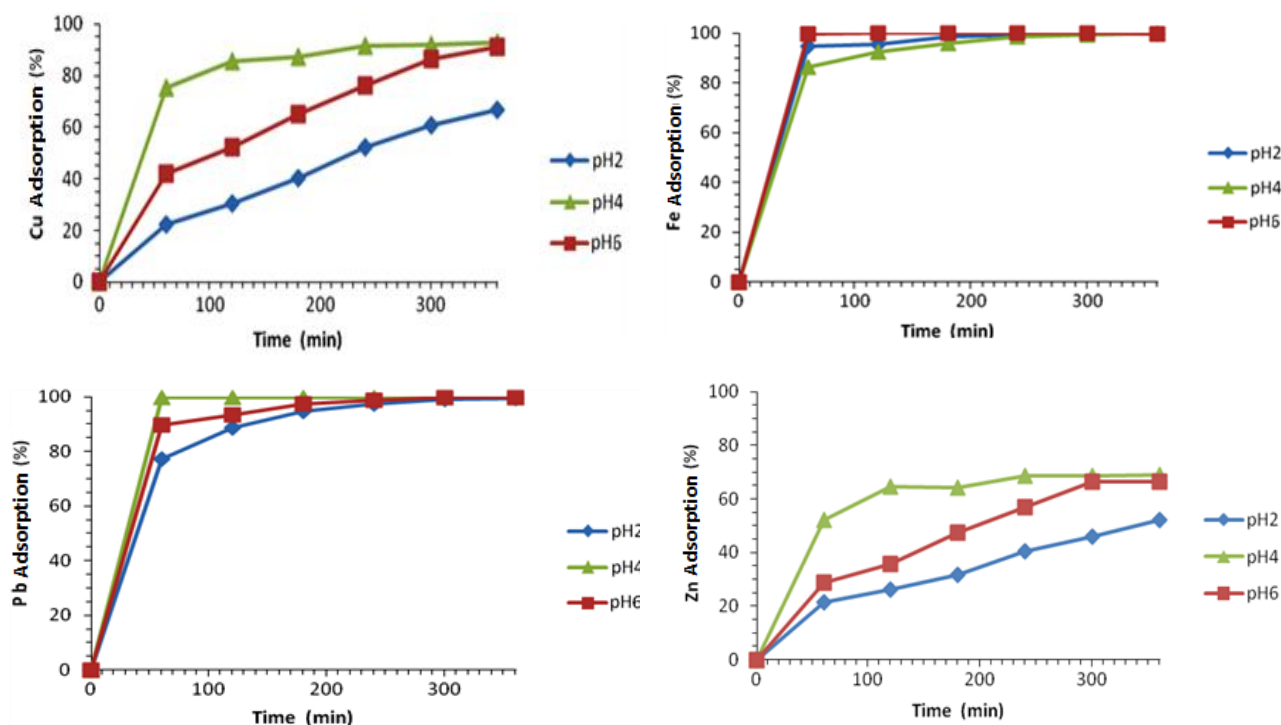 Cu Adsorption (%)
100
80
60
40
20
0
0 100 200 300
Time (min)
pH2
pH4
pH6
Fe Adsorption (%)
100
80
60
40
20
0
0 100 200 300
Time (min)
pH2
pH4
pH6
Pb Adsorption (%)
100
80
60
40
20
0
0 100 200 300
Time (min)
pH2
pH4
pH6
Zn Adsorption (%)
100
80
60
40
20
0
0 100 200 300
Time (min)
pH2
pH4
pH6